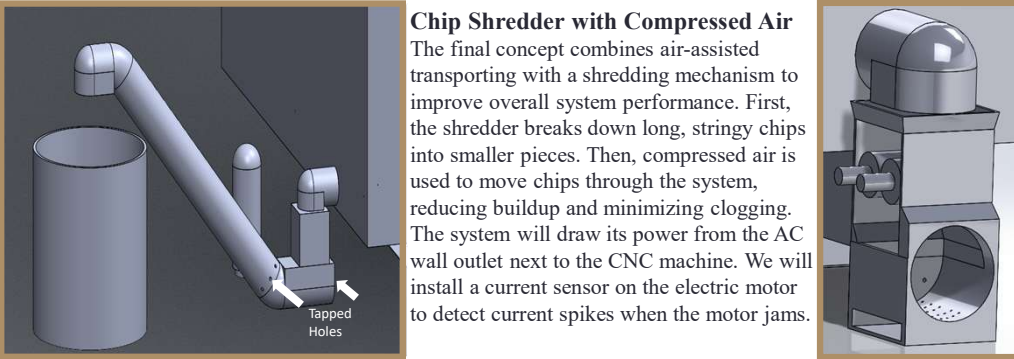 Chip Shredder with Compressed Air
The final concept combines air-assisted
transporting with a shredding mechanism to
improve overall system performance. First,
the shredder breaks down long, stringy chips
into smaller pieces. Then, compressed air is
used to move chips through the system,
reducing buildup and minimizing clogging.
The system will draw its power from the AC
wall outlet next to the CNC machine. We will
install a current sensor on the electric motor
to detect current spikes when the motor jams.
Tapped
Holes